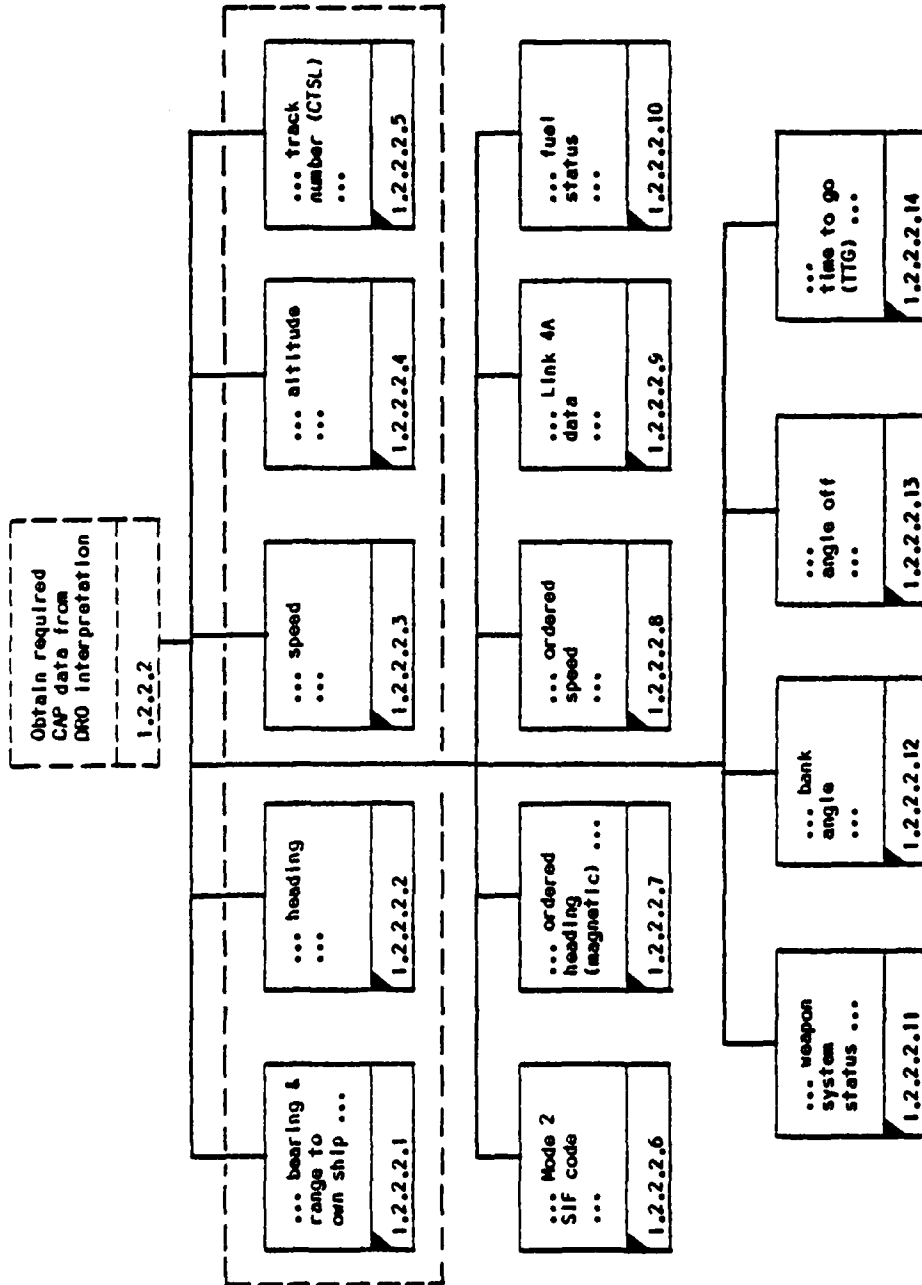 Obtain required
CAP data from
DRO interpretation
1.2.2.2
... bearing &
range to
own ship ...
1.2.2.2.1
... heading
...
1.2.2.2.2
... speed
...
1.2.2.2.3
... altitude
...
1.2.2.2.4
... track
number (CTSL)
...
1.2.2.2.5
... Mode 2
SIF code
...
1.2.2.2.6
... ordered
heading
(magnetic) ...
1.2.2.2.7
... ordered
speed
...
1.2.2.2.8
... Link 4A
data
...
1.2.2.2.9
... fuel
status
...
1.2.2.2.10
... weapon
system
status ...
1.2.2.2.11
... bank
angle
...
1.2.2.2.12
...
angle off
...
1.2.2.2.13
...
time to go
(TTG) ...
1.2.2.2.14